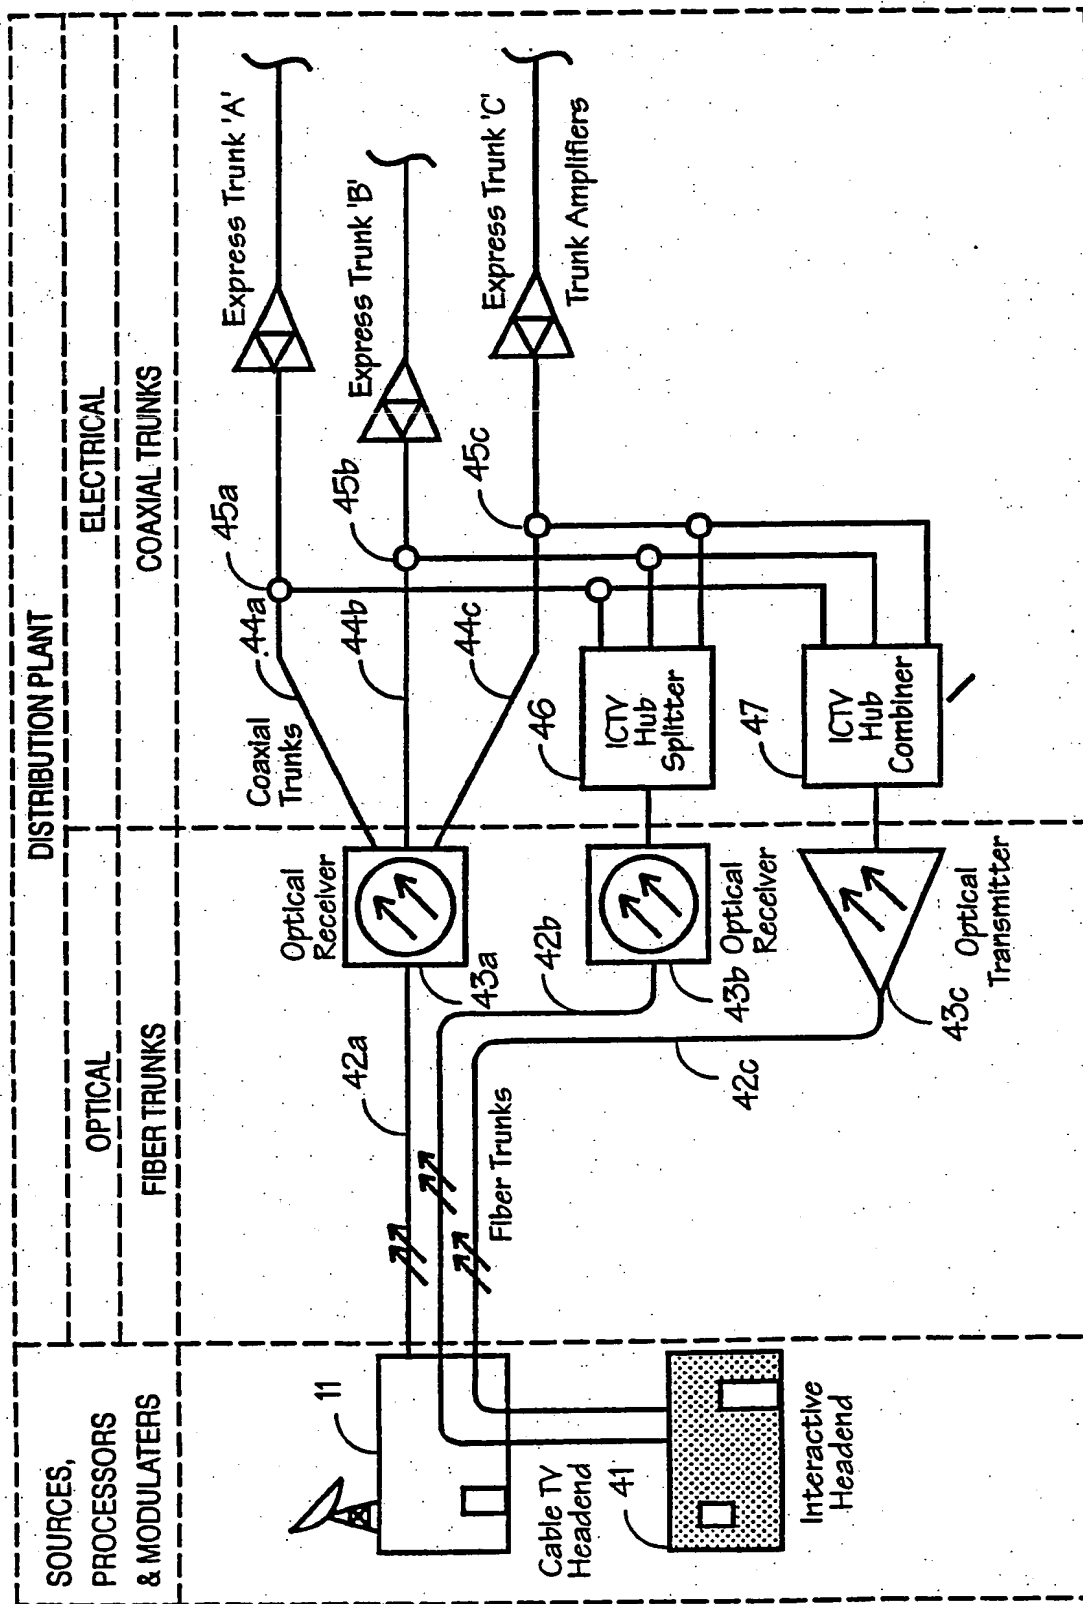 DISTRIBUTION PLANT
SOURCES,
PROCESSORS
& MODULATERS
OPTICAL
ELECTRICAL
FIBER TRUNKS
COAXIAL TRUNKS
Express Trunk 'A'
45a
44a
Coaxial
Trunks
Express Trunk 'B'
45b
44b
Optical
Receiver
43a
42a
11
Cable TV
Headend
Express Trunk 'C'
Trunk Amplifiers
45c
44c
Fiber Trunks
42b
46
ICTV
Hub
Splitter
43b
Optical
Receiver
42c
41
Interactive
Headend
47
ICTV
Hub
Combiner
43c
Optical
Transmitter